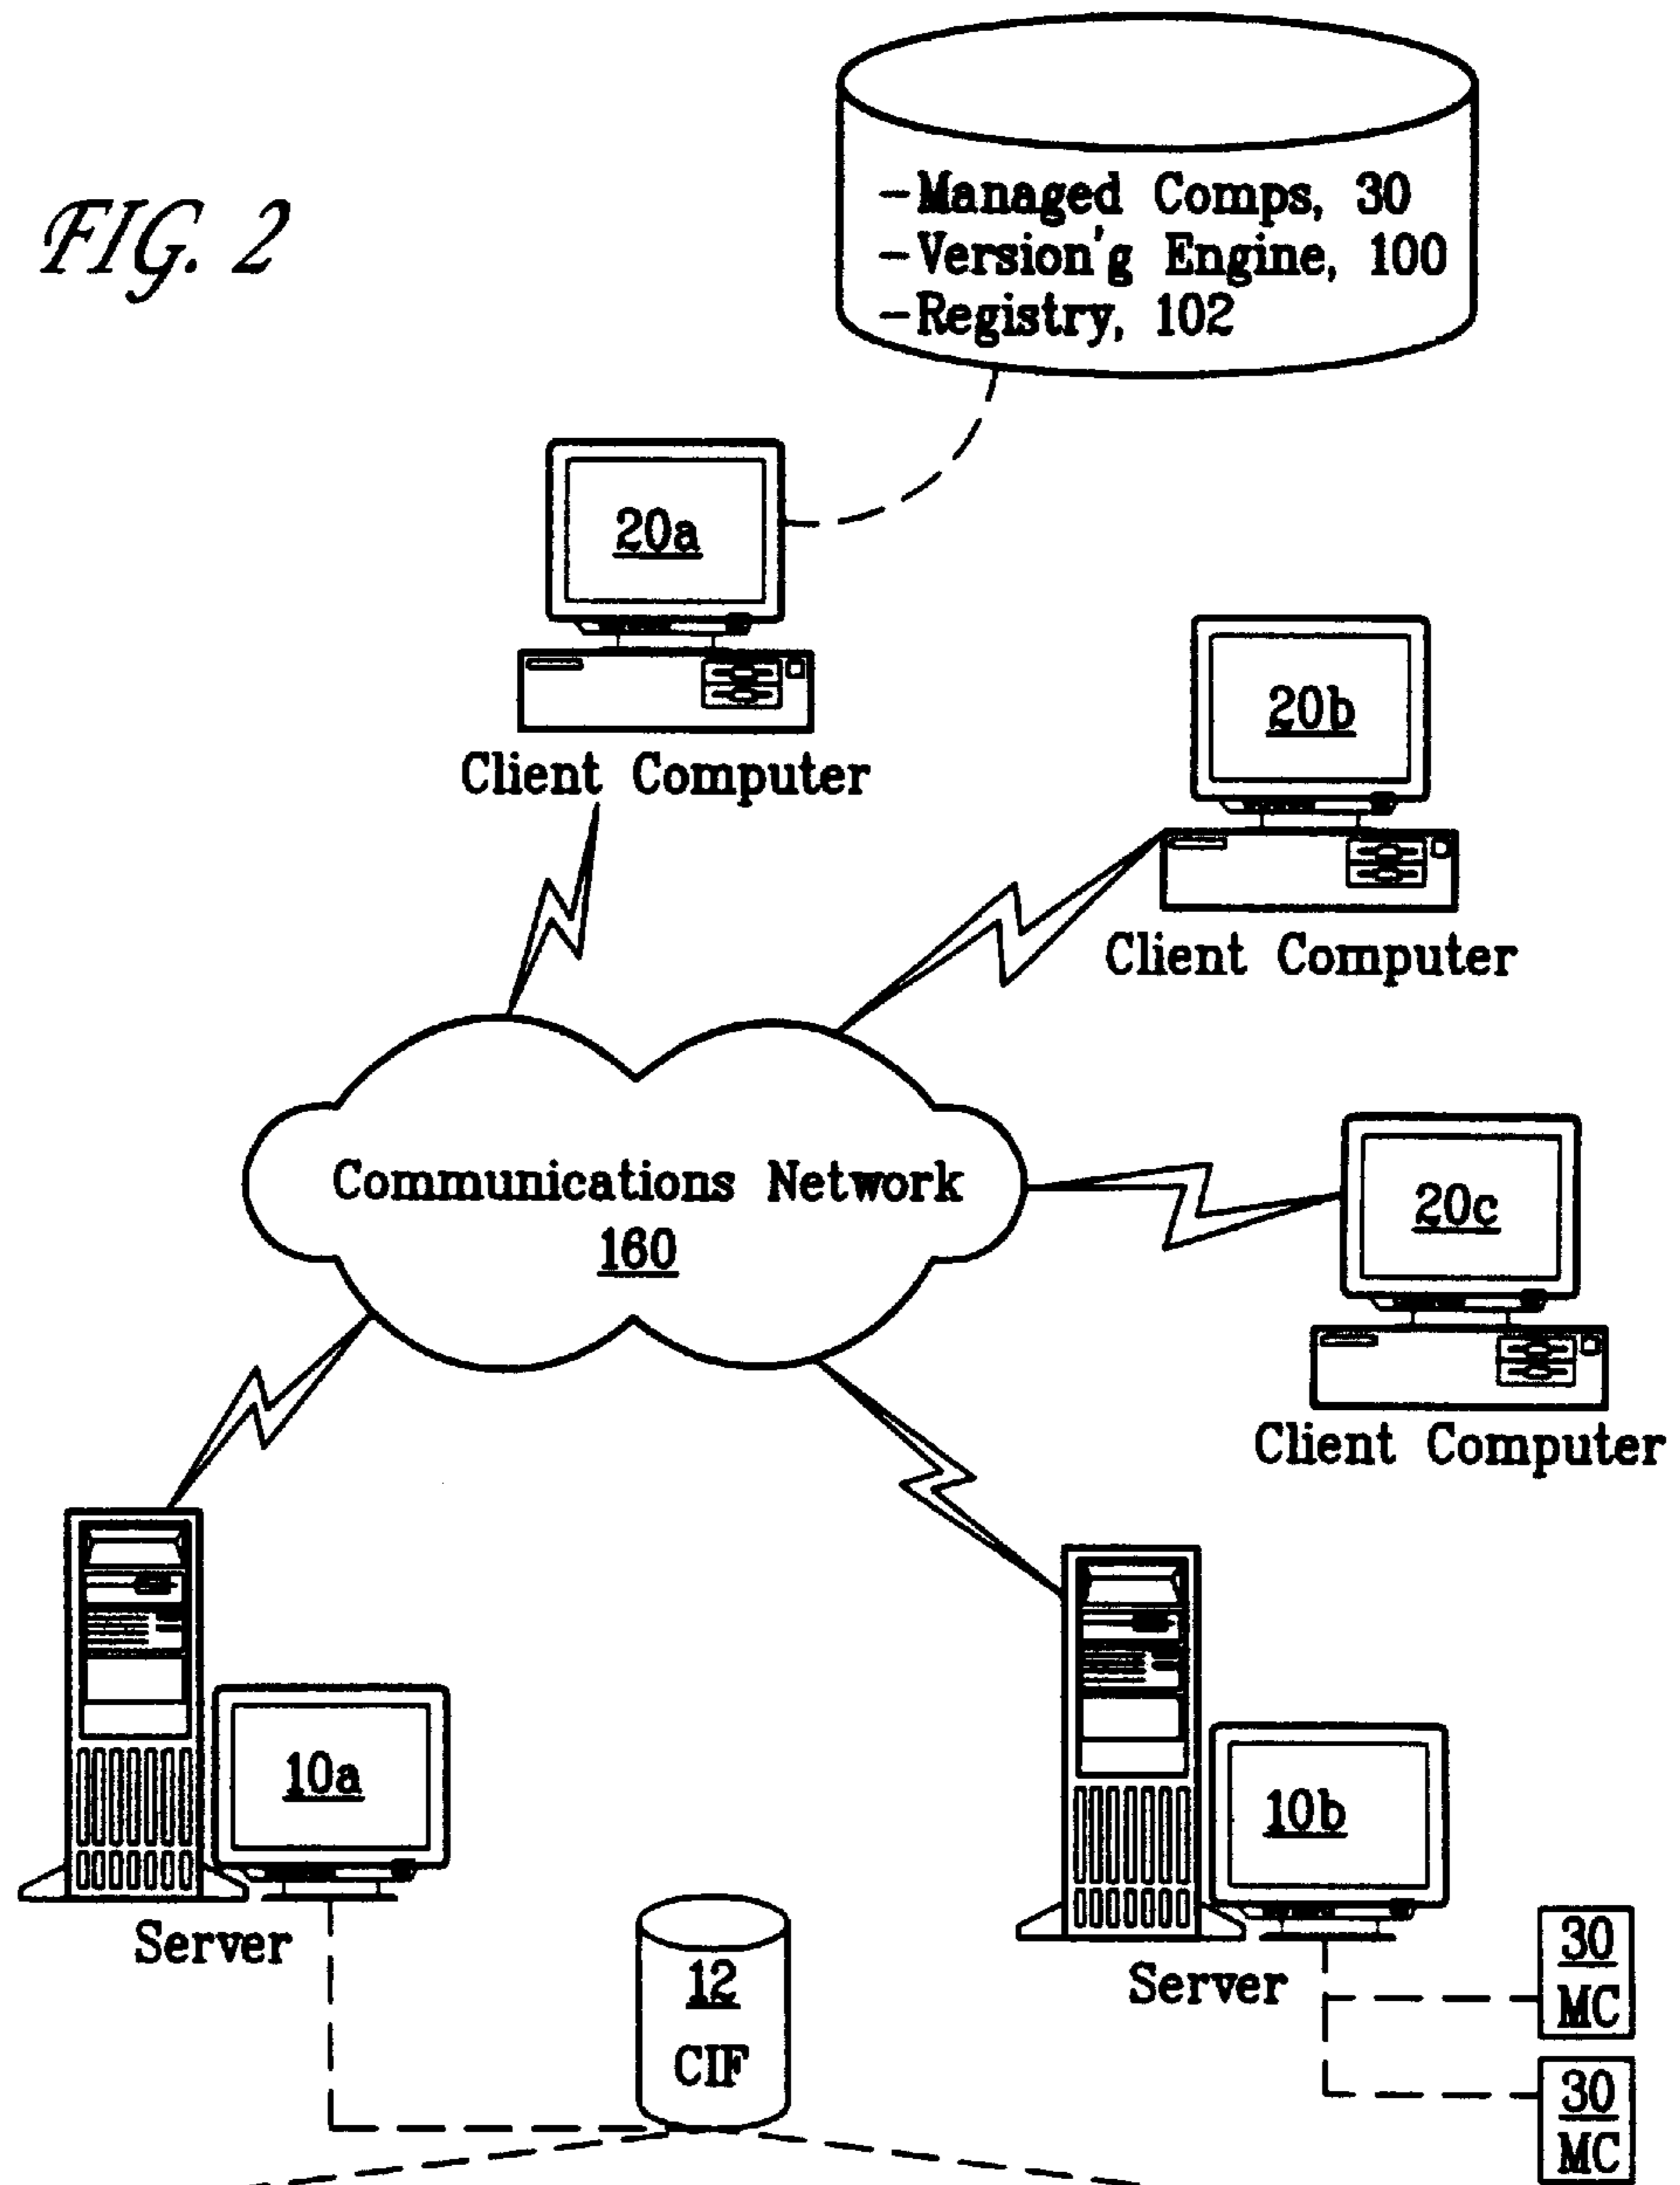 FIG. 2
-Managed Comps, 30
-Version'g Engine, 100
-Registry, 102
20a
Client Computer
20b
Client Computer
Communications Network
160
20c
Client Computer
10a
Server
10b
Server
12
CIF
30
MC
30
MC